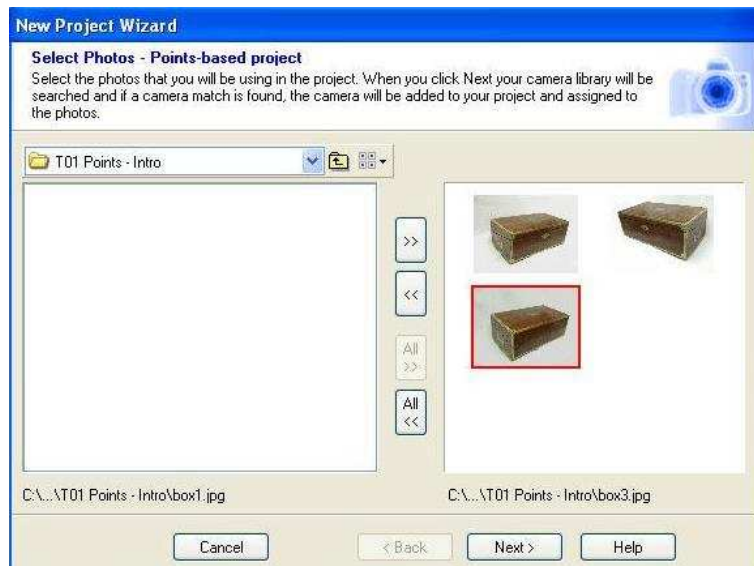 New Project Wizard
Select Photos - Points-based project
Select the photos that you will be using in the project. When you click Next your camera library will be
searched and if a camera match is found, the camera will be added to your project and assigned to
the photos.
T01 Points - Intro
>>
<<
All
>>
All
<<
C:\...\T01 Points - Intro\box1.jpg
C:\...\T01 Points - Intro\box3.jpg
Cancel
< Back
Next >
Help